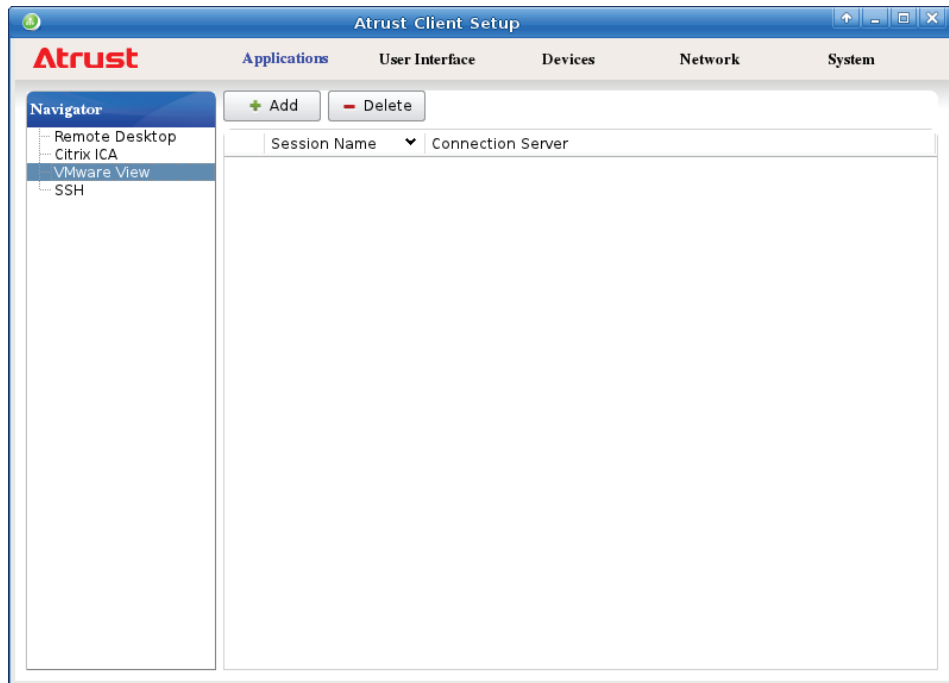 Atrust Client Setup
Atrust
Applications User Interface Devices Network System
Navigator
Remote Desktop
Citrix ICA
VMware View
SSH
Add Delete
Session Name Connection Server